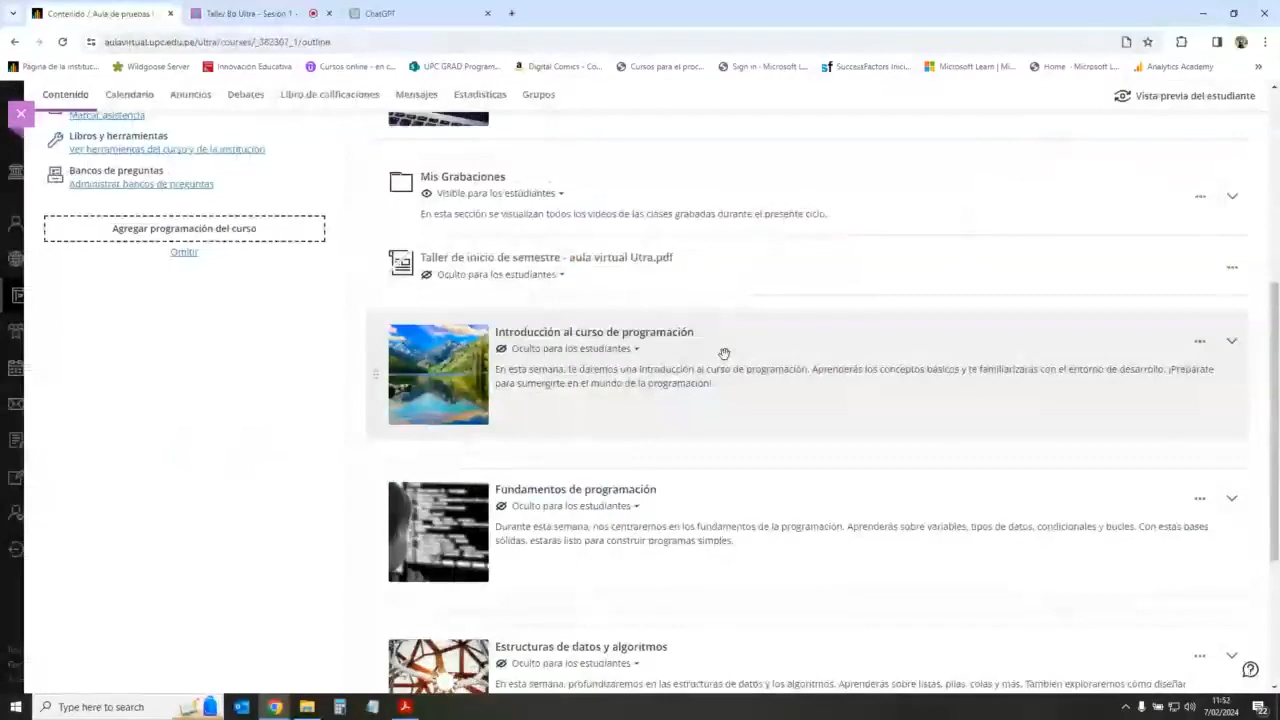 Contenido / Aula de pruebas
Taller Bb Ultra - Sesión 1
ChatGPT
aulavirtual.upc.edu.pe/ultra/courses/_382307_1/outline
Página de la instituc...
Wildgoose Server
Innovación Educativa
Cursos online - en c...
UPC GRAD Program...
Digital Comics - Co...
Cursos para el proc...
Sign in - Microsoft L...
SuccessFactors Inici...
Microsoft Learn | Mi...
Home - Microsoft L...
Analytics Academy
Contenido
Calendario
Anuncios
Debates
Libro de calificaciones
Mensajes
Estadísticas
Grupos
Vista previa del estudiante
Marcar asistencia
Libros y herramientas
Ver herramientas del curso y de la institución
Bancos de preguntas
Administrar bancos de preguntas
Agregar programación del curso
Omitir
Mis Grabaciones
Visible para los estudiantes
En esta sección se visualizan todos los videos de las clases grabadas durante el presente ciclo.
Taller de inicio de semestre - aula virtual Utra.pdf
Oculto para los estudiantes
Introducción al curso de programación
Oculto para los estudiantes
En esta semana, te daremos una introducción al curso de programación. Aprenderás los conceptos básicos y te familiarizarás con el entorno de desarrollo. ¡Prepárate
para sumergirte en el mundo de la programación!
Fundamentos de programación
Oculto para los estudiantes
Durante esta semana, nos centraremos en los fundamentos de la programación. Aprenderás sobre variables, tipos de datos, condicionales y bucles. Con estas bases
sólidas, estarás listo para construir programas simples.
Estructuras de datos y algoritmos
Oculto para los estudiantes
En esta semana, profundizaremos en las estructuras de datos y los algoritmos. Aprenderás sobre listas, pilas, colas y más. También exploraremos cómo diseñar
Type here to search
11:52
7/02/2024
22